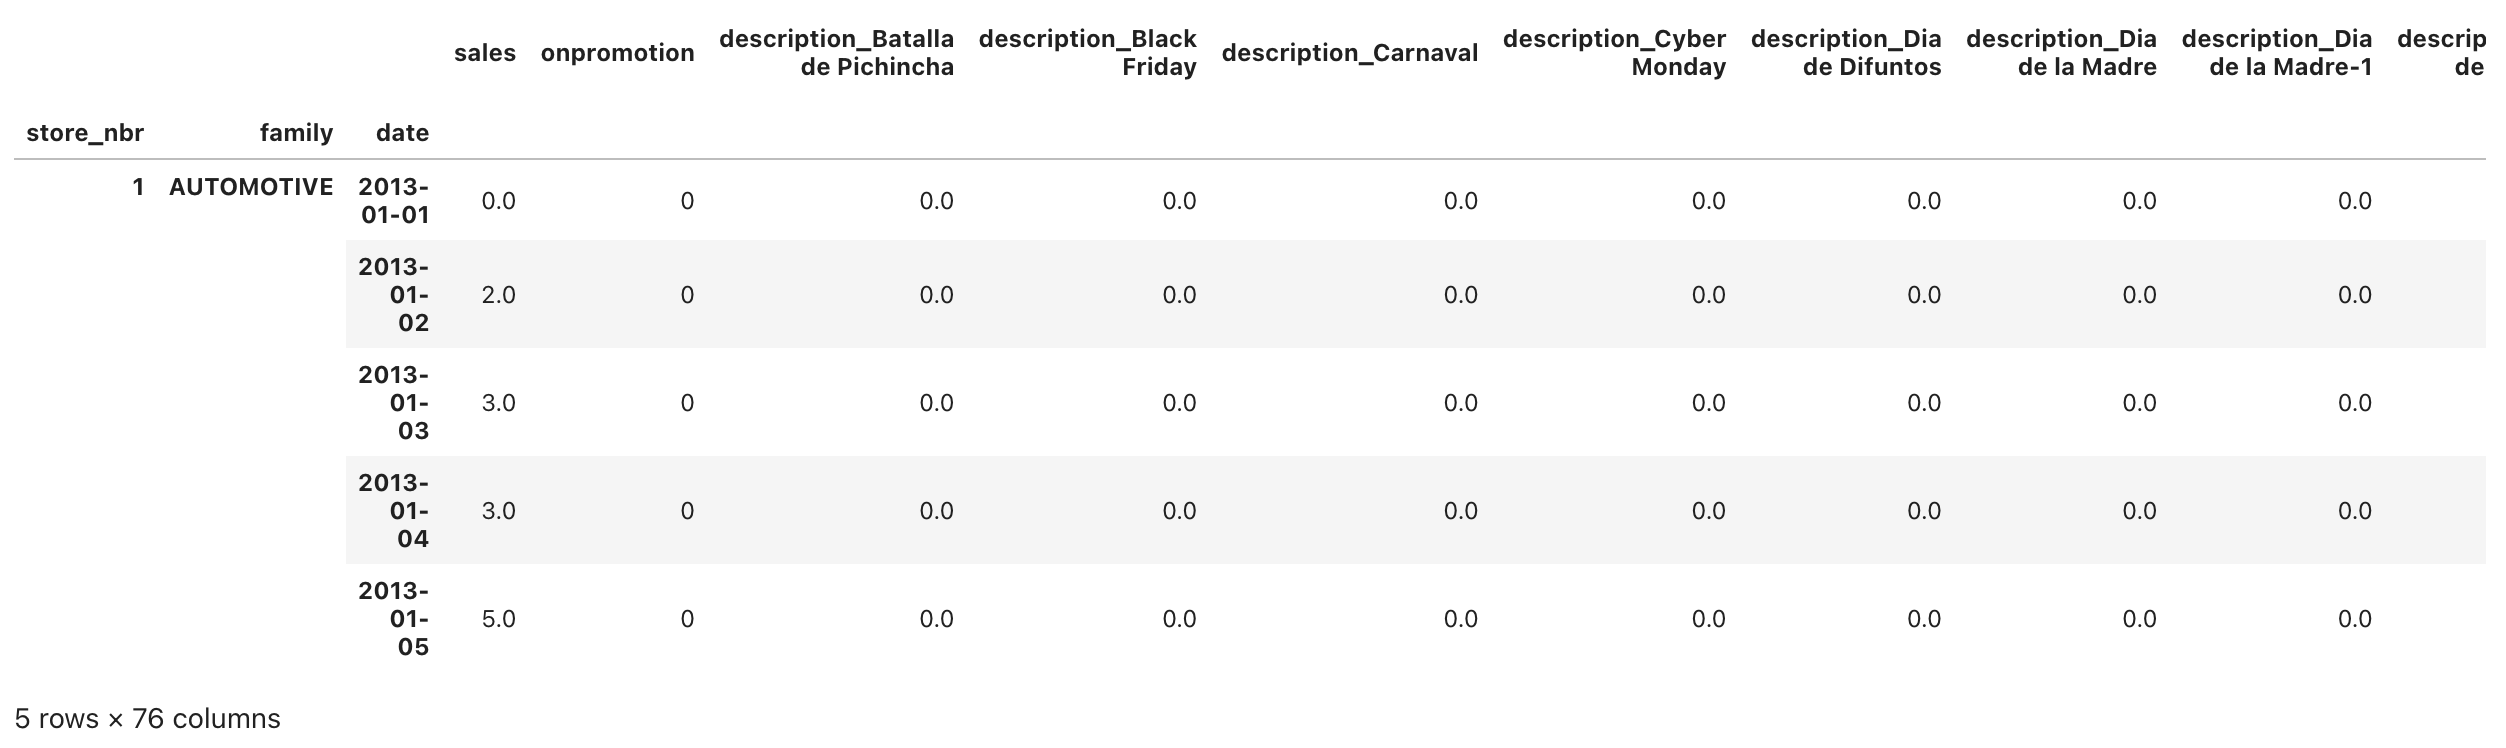 sales onpromotion description_Batalla de Pichincha description_Black Friday description_Carnaval description_Cyber Monday description_Dia de Difuntos description_Dia de la Madre description_Dia de la Madre-1 descrip de
store_nbr family date
1 AUTOMOTIVE 2013-01-01 0.0 0 0.0 0.0 0.0 0.0 0.0 0.0 0.0
2013-01-02 2.0 0 0.0 0.0 0.0 0.0 0.0 0.0 0.0
2013-01-03 3.0 0 0.0 0.0 0.0 0.0 0.0 0.0 0.0
2013-01-04 3.0 0 0.0 0.0 0.0 0.0 0.0 0.0 0.0
2013-01-05 5.0 0 0.0 0.0 0.0 0.0 0.0 0.0 0.0
5 rows × 76 columns